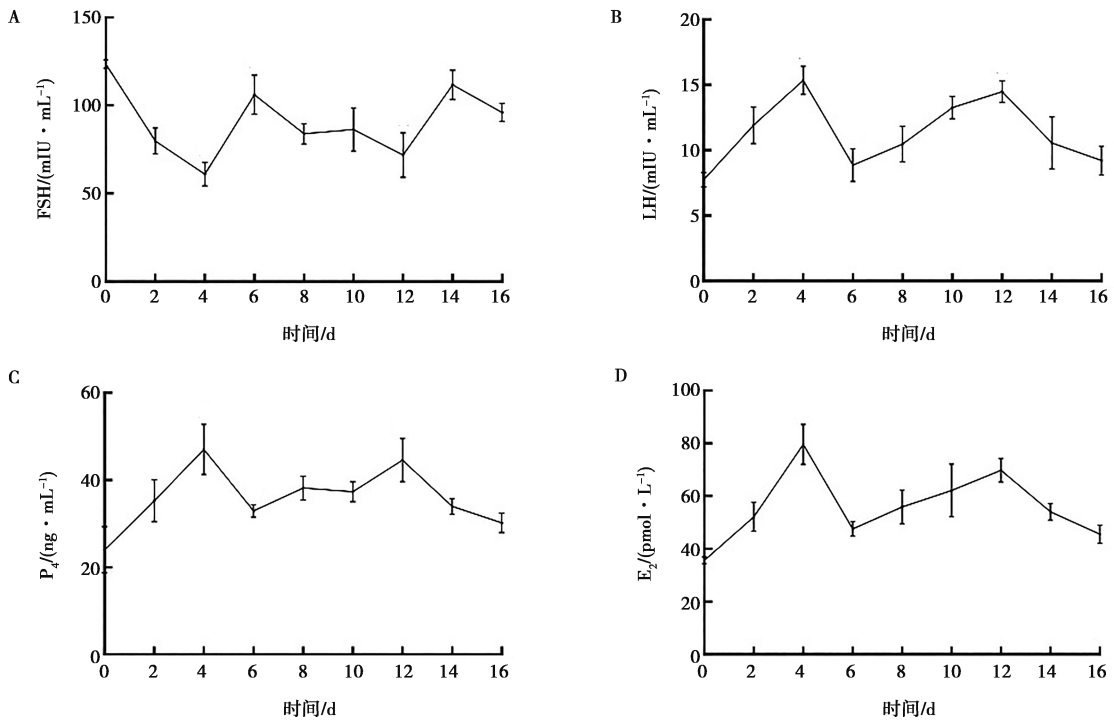 A
FSH/(mIU · mL⁻¹)
150
100
50
0
0 2 4 6 8 10 12 14 16
时间/d
B
LH/(mIU · mL⁻¹)
20
15
10
5
0
0 2 4 6 8 10 12 14 16
时间/d
C
P₄/(ng · mL⁻¹)
60
40
20
0
0 2 4 6 8 10 12 14 16
时间/d
D
E₂/(pmol · L⁻¹)
100
80
60
40
20
0
0 2 4 6 8 10 12 14 16
时间/d